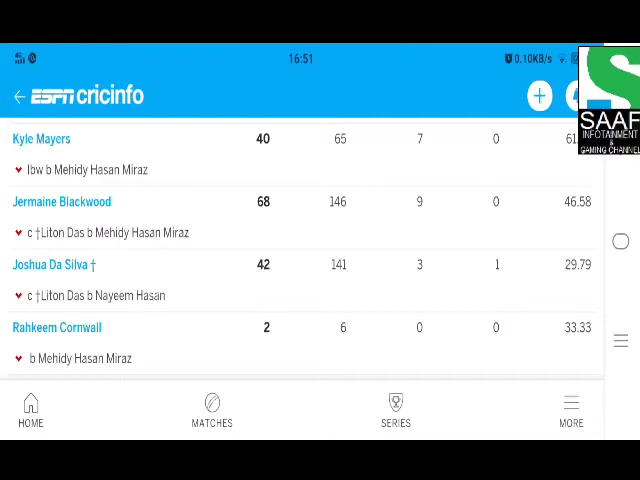 16:51 0.10KB/s
ESPN cricinfo
SAAF
INFOTAINMENT
&
GAMING CHANNEL
Kyle Mayers 40 65 7 0 61.
lbw b Mehidy Hasan Miraz
Jermaine Blackwood 68 146 9 0 46.58
c †Liton Das b Mehidy Hasan Miraz
Joshua Da Silva † 42 141 3 1 29.79
c †Liton Das b Nayeem Hasan
Rahkeem Cornwall 2 6 0 0 33.33
b Mehidy Hasan Miraz
HOME MATCHES SERIES MORE